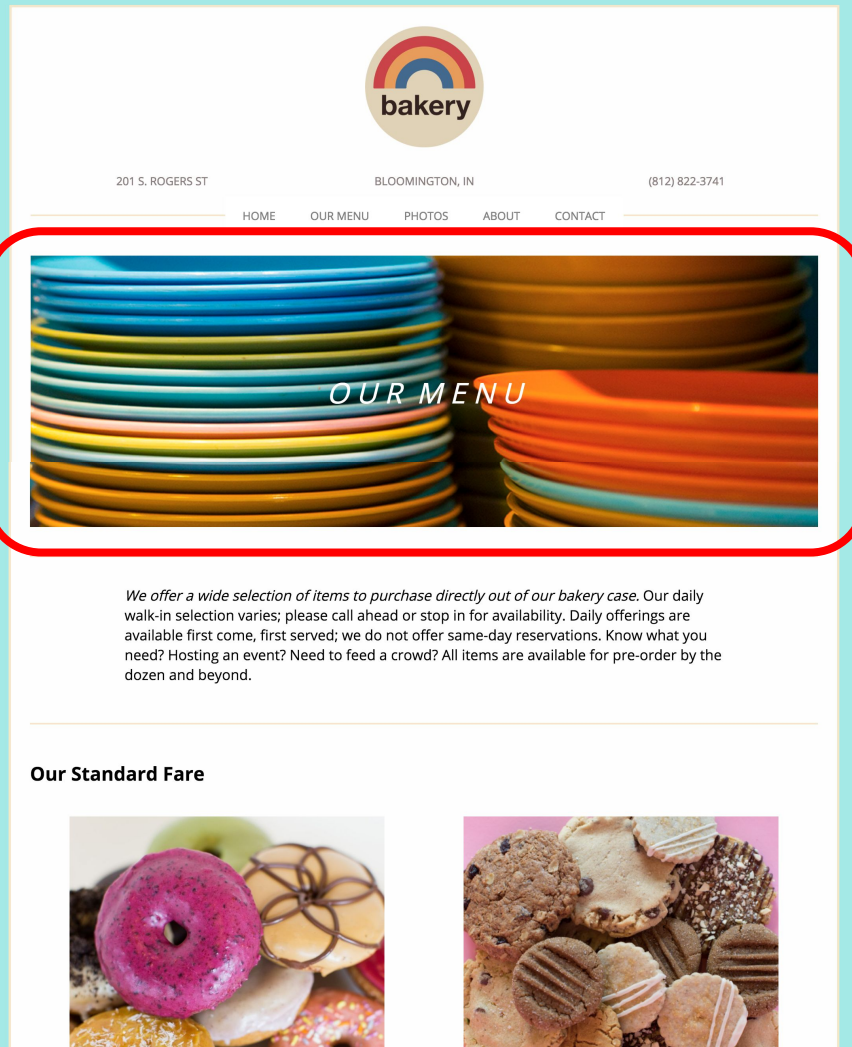 bakery
201 S. ROGERS ST BLOOMINGTON, IN (812) 822-3741
HOME OUR MENU PHOTOS ABOUT CONTACT
OUR MENU
We offer a wide selection of items to purchase directly out of our bakery case. Our daily
walk-in selection varies; please call ahead or stop in for availability. Daily offerings are
available first come, first served; we do not offer same-day reservations. Know what you
need? Hosting an event? Need to feed a crowd? All items are available for pre-order by the
dozen and beyond.
Our Standard Fare